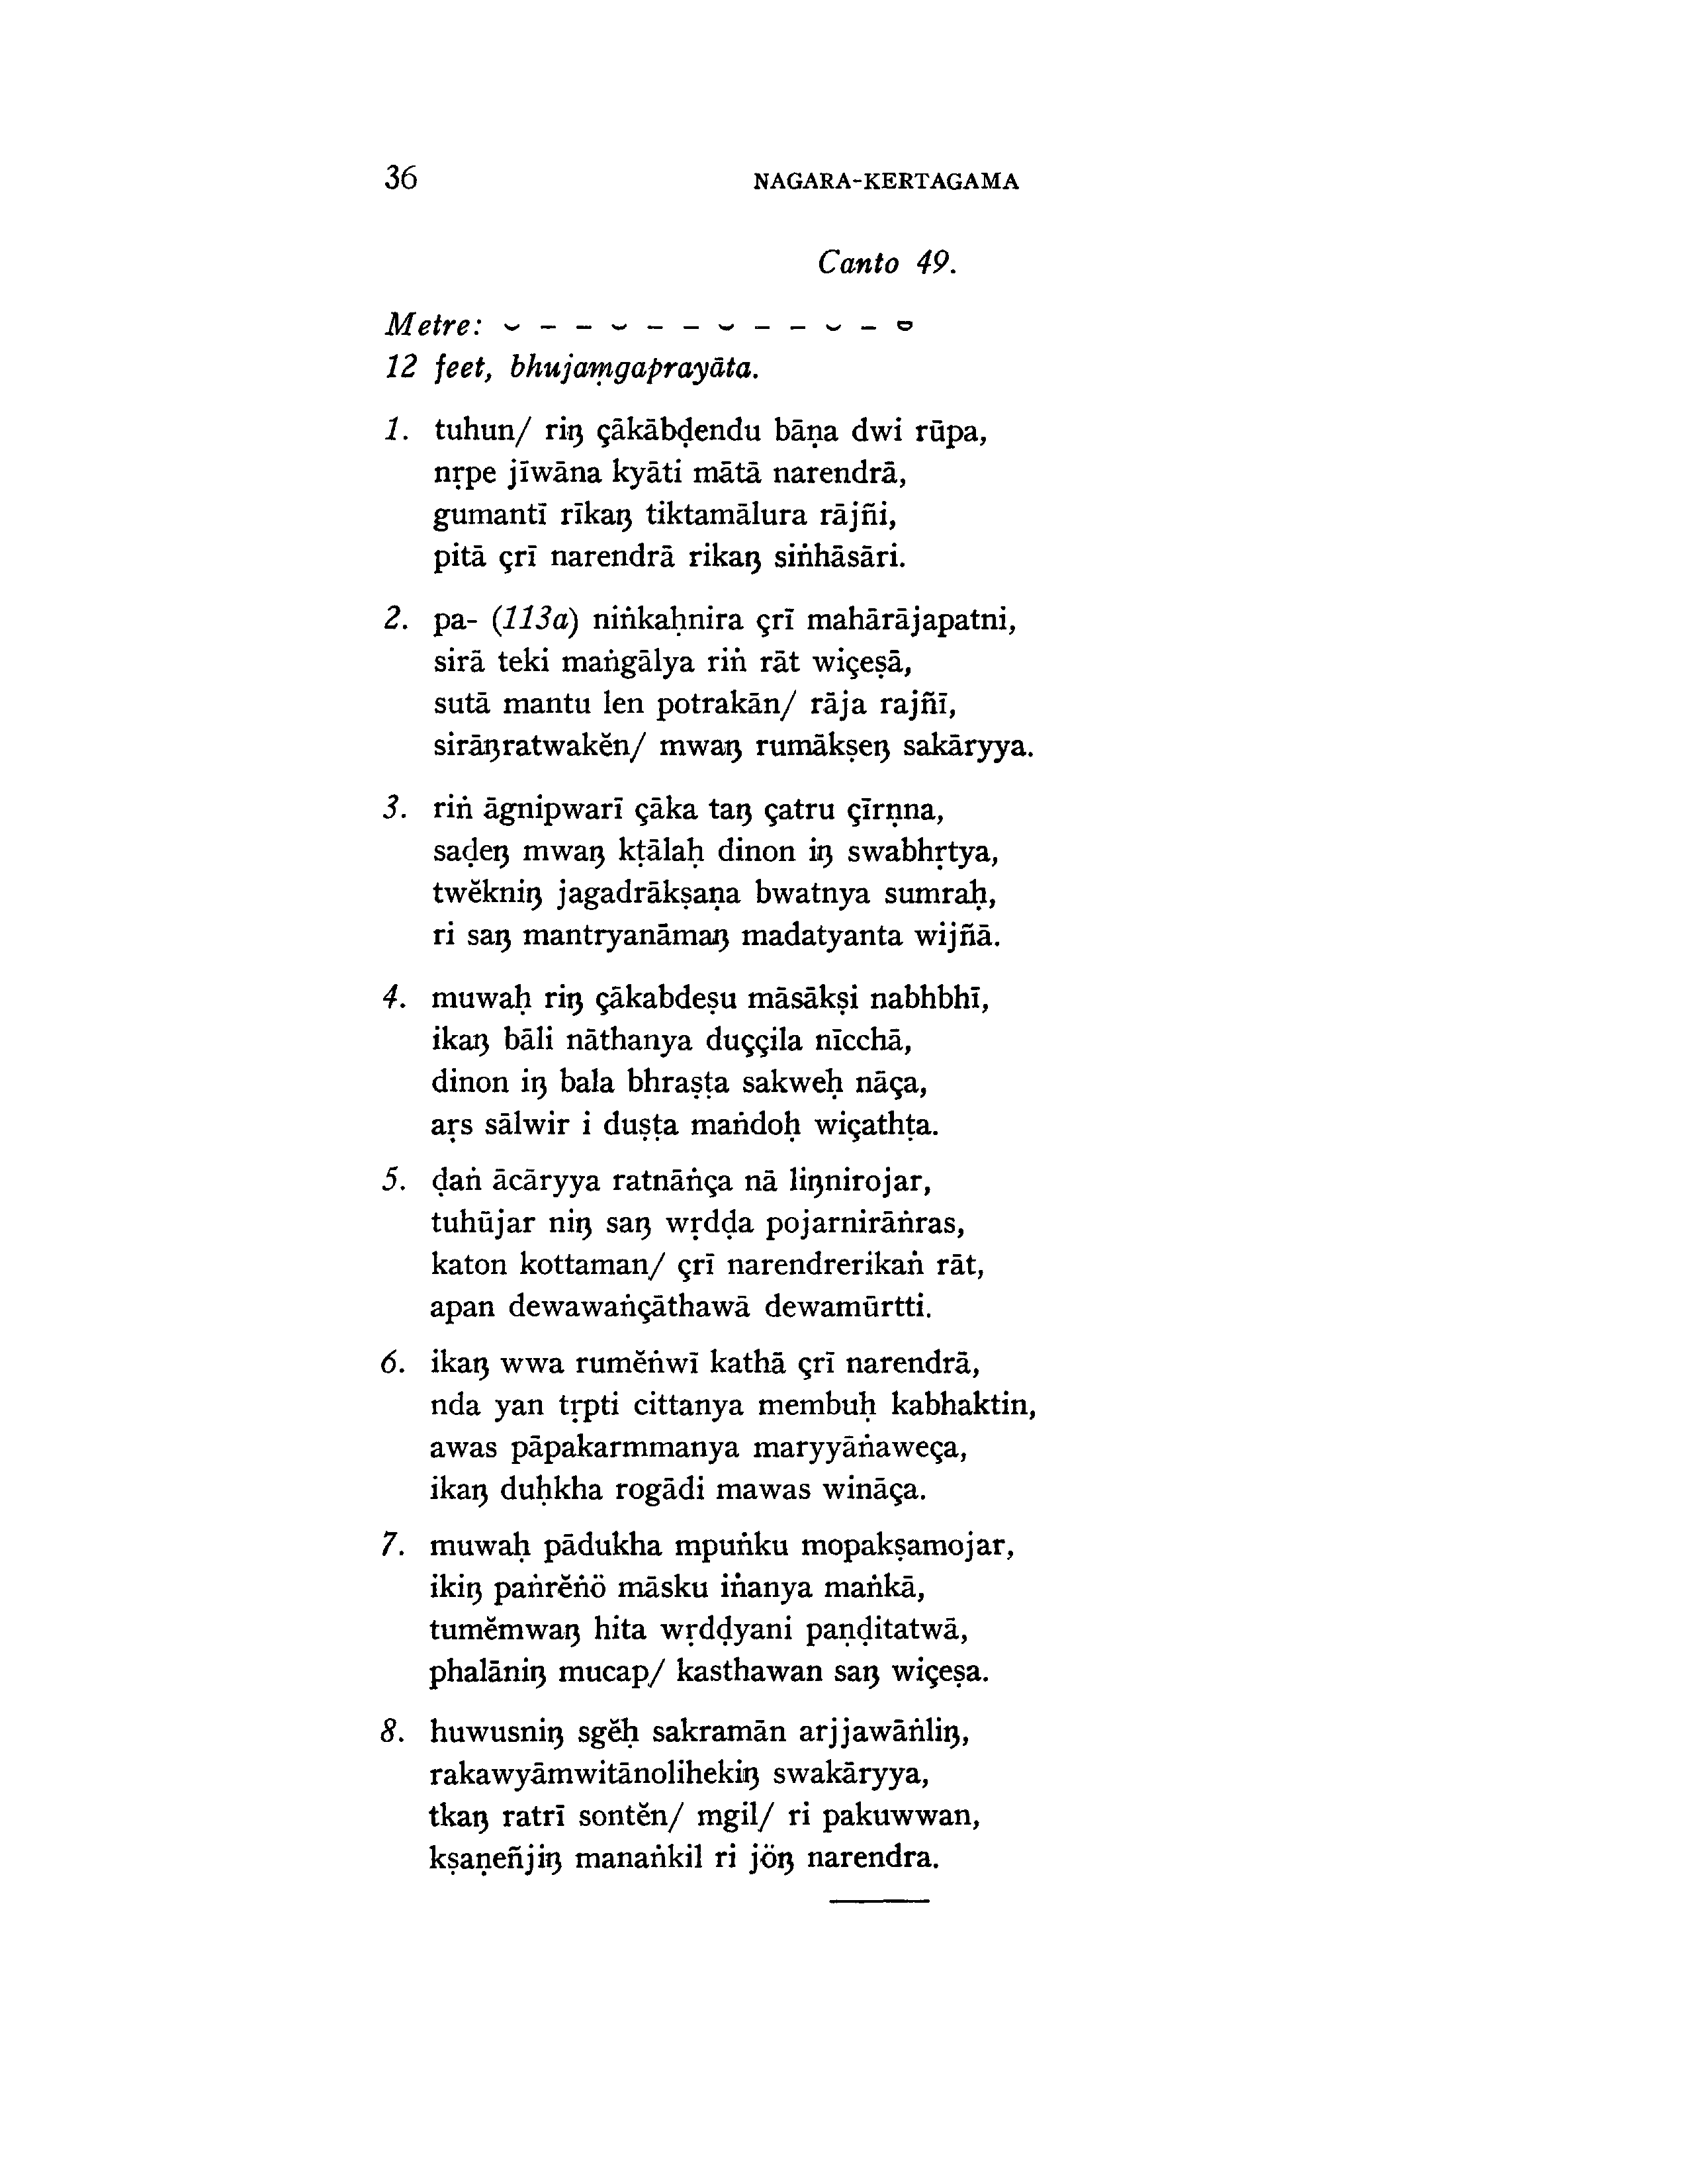 36 NAGARA-KERTAGAMA
Canto 49.
Metre: ⏑ – – ⏑ – – ⏑ – – ⏑ – ⏓
12 feet, bhujaṃgaprayāta.
1. tuhun/ riŋ çākābḍendu bāṇa dwi rūpa,
nṛpe jīwāna kyāti mātā narendrā,
gumantī rīkaŋ tiktamālura rājñi,
pitā çrī narendrā rikaŋ siṅhāsāri.
2. pa- (113a) niṅkaḥnira çrī mahārājapatni,
sirā teki maṅgālya riṅ rāt wiçeṣā,
sutā mantu len potrakān/ rāja rajñī,
sirāŋratwakĕn/ mwaŋ rumākṣeŋ sakāryya.
3. riṅ āgnipwarī çāka taŋ çatru çīrṇna,
saḍeŋ mwaŋ kṭālaḥ dinon iŋ swabhṛtya,
twĕkniŋ jagadrākṣaṇa bwatnya sumraḥ,
ri saŋ mantryanāmaŋ madatyanta wijñā.
4. muwaḥ riŋ çākabdeṣu māsākṣi nabhbhī,
ikaŋ bāli nāthanya duççila nīcchā,
dinon iŋ bala bhraṣṭa sakweḥ nāça,
aṛs sālwir i duṣṭa maṅdoḥ wiçathṭa.
5. ḍaṅ ācāryya ratnāṅça nā liŋnirojar,
tuhūjar niŋ saŋ wṛdḍa pojarnirāṅras,
katon kottaman/ çrī narendrerikaṅ rāt,
apan dewawaṅçāthawā dewamūrtti.
6. ikaŋ wwa rumĕṅwī kathā çrī narendrā,
nda yan tṛpti cittanya membuḥ kabhaktin,
awas pāpakarmmanya maryyāṅaweça,
ikaŋ duḥkha rogādi mawas wināça.
7. muwaḥ pādukha mpuṅku mopakṣamojar,
ikiŋ paṅrĕṅö māsku iṅanya maṅkā,
tumĕmwaŋ hita wṛdḍyani paṇḍitatwā,
phalāniŋ mucap/ kasthawan saŋ wiçeṣa.
8. huwusniŋ sgĕḥ sakramān arjjawāṅliŋ,
rakawyāmwitānolihekiŋ swakāryya,
tkaŋ ratrī sontĕn/ mgil/ ri pakuwwan,
kṣaṇeñjiŋ manaṅkil ri jöŋ narendra.